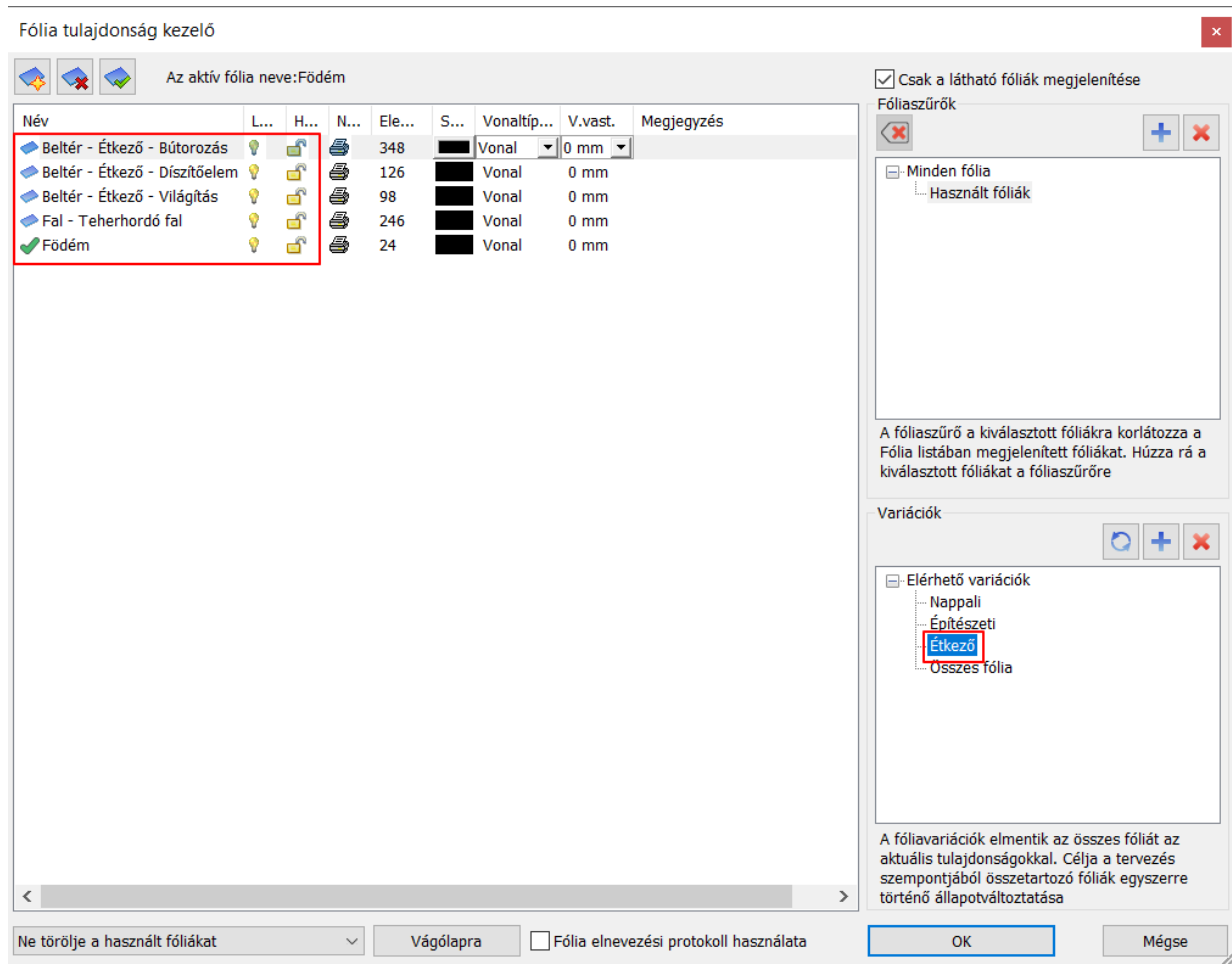 Fólia tulajdonság kezelő
Az aktív fólia neve:Födém
Név L... H... N... Ele... S... Vonaltíp... V.vast. Megjegyzés
Beltér - Étkező - Bútorozás 348 Vonal 0 mm
Beltér - Étkező - Díszítőelem 126 Vonal 0 mm
Beltér - Étkező - Világítás 98 Vonal 0 mm
Fal - Teherhordó fal 246 Vonal 0 mm
Födém 24 Vonal 0 mm
Csak a látható fóliák megjelenítése
Fóliaszűrők
Minden fólia
Használt fóliák
A fóliaszűrő a kiválasztott fóliákra korlátozza a
Fólia listában megjelenített fóliákat. Húzza rá a
kiválasztott fóliákat a fóliaszűrőre
Variációk
Elérhető variációk
Nappali
Építészeti
Étkező
Összes fólia
A fóliavariációk elmentik az összes fóliát az
aktuális tulajdonságokkal. Célja a tervezés
szempontjából összetartozó fóliák egyszerre
történő állapotváltoztatása
Ne törölje a használt fóliákat
Vágólapra
Fólia elnevezési protokoll használata
OK
Mégse